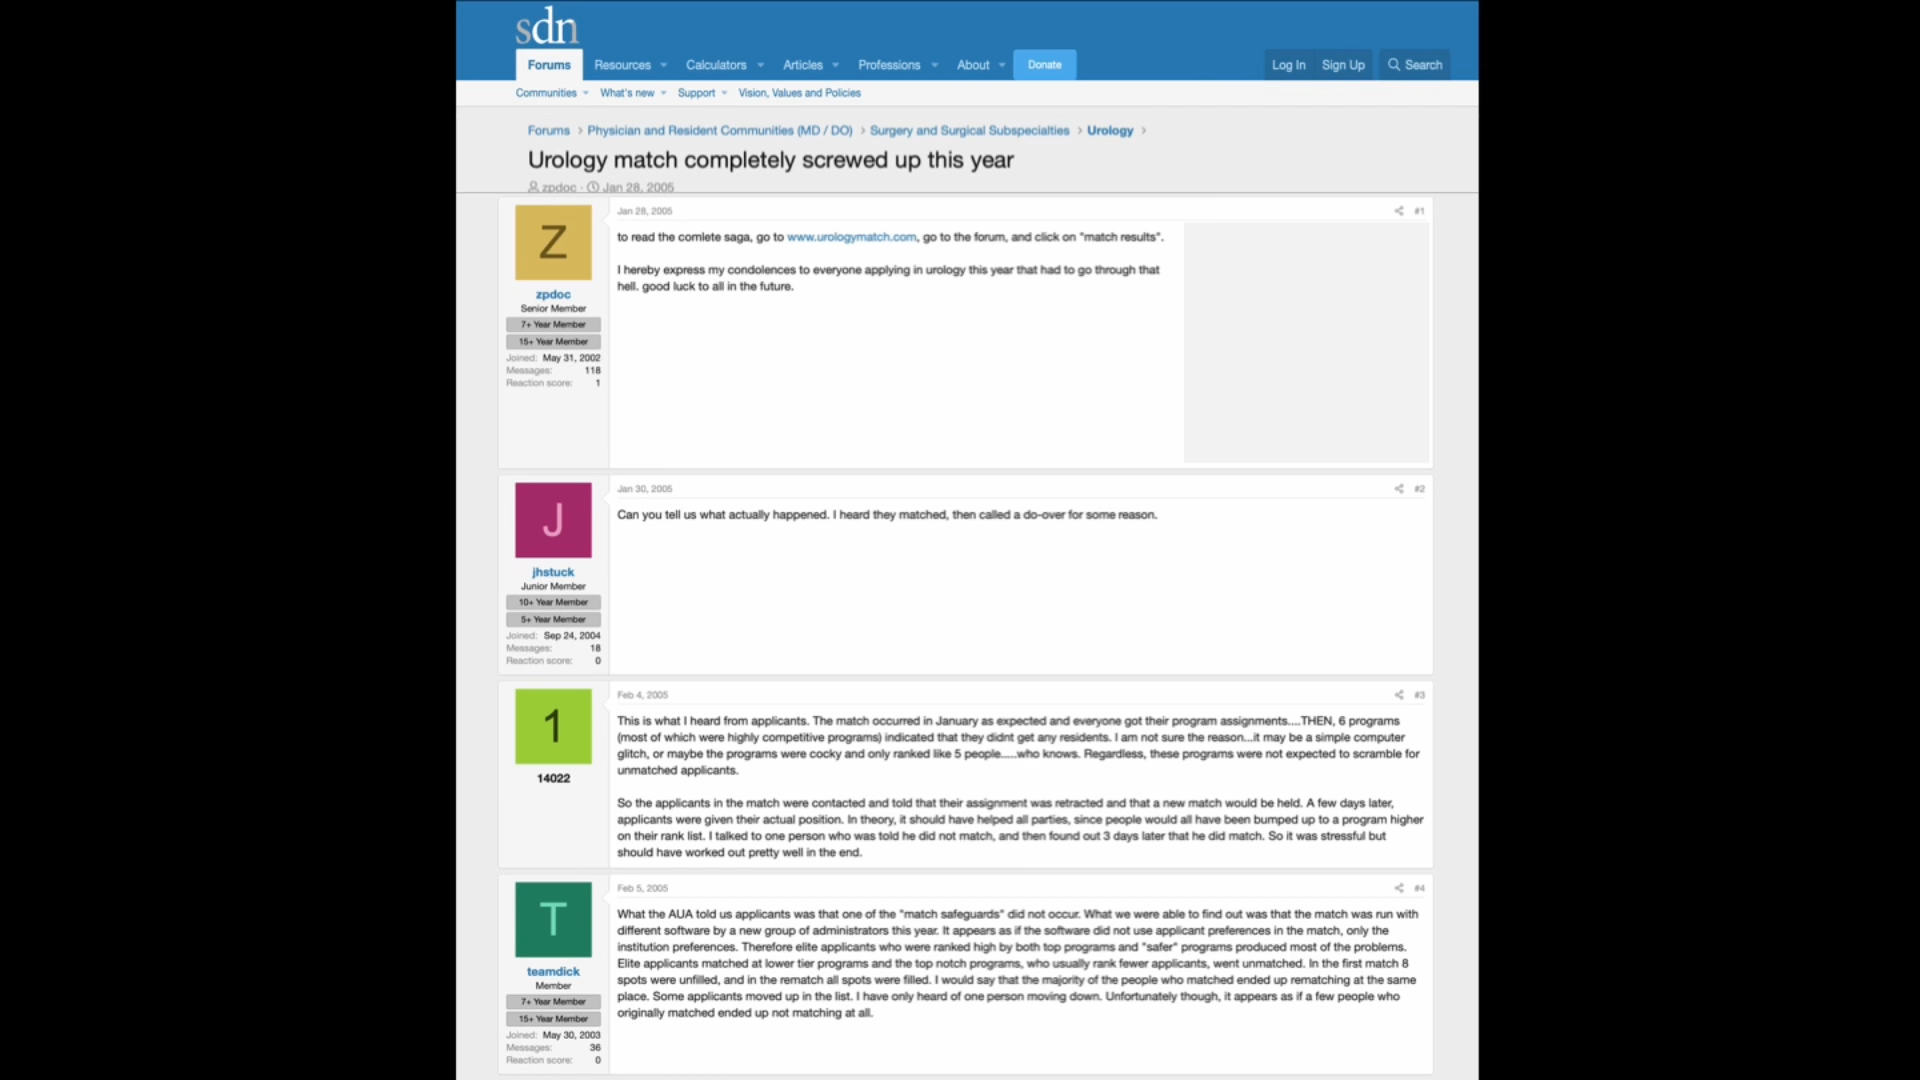 sdn
Forums Resources Calculators Articles Professions About Donate Log In Sign Up Search
Communities What's new Support Vision, Values and Policies
Forums > Physician and Resident Communities (MD / DO) > Surgery and Surgical Subspecialties > Urology >
Urology match completely screwed up this year
zpdoc · Jan 28, 2005
Z
zpdoc
Senior Member
7+ Year Member
15+ Year Member
Joined: May 31, 2002
Messages: 118
Reaction score: 1
Jan 28, 2005 #1
to read the comlete saga, go to www.urologymatch.com, go to the forum, and click on "match results".
I hereby express my condolences to everyone applying in urology this year that had to go through that
hell. good luck to all in the future.
J
jhstuck
Junior Member
10+ Year Member
5+ Year Member
Joined: Sep 24, 2004
Messages: 18
Reaction score: 0
Jan 30, 2005 #2
Can you tell us what actually happened. I heard they matched, then called a do-over for some reason.
1
14022
Feb 4, 2005 #3
This is what I heard from applicants. The match occurred in January as expected and everyone got their program assignments....THEN, 6 programs
(most of which were highly competitive programs) indicated that they didnt get any residents. I am not sure the reason...it may be a simple computer
glitch, or maybe the programs were cocky and only ranked like 5 people.....who knows. Regardless, these programs were not expected to scramble for
unmatched applicants.
So the applicants in the match were contacted and told that their assignment was retracted and that a new match would be held. A few days later,
applicants were given their actual position. In theory, it should have helped all parties, since people would all have been bumped up to a program higher
on their rank list. I talked to one person who was told he did not match, and then found out 3 days later that he did match. So it was stressful but
should have worked out pretty well in the end.
T
teamdick
Member
7+ Year Member
15+ Year Member
Joined: May 30, 2003
Messages: 36
Reaction score: 0
Feb 5, 2005 #4
What the AUA told us applicants was that one of the "match safeguards" did not occur. What we were able to find out was that the match was run with
different software by a new group of administrators this year. It appears as if the software did not use applicant preferences in the match, only the
institution preferences. Therefore elite applicants who were ranked high by both top programs and "safer" programs produced most of the problems.
Elite applicants matched at lower tier programs and the top notch programs, who usually rank fewer applicants, went unmatched. In the first match 8
spots were unfilled, and in the rematch all spots were filled. I would say that the majority of the people who matched ended up rematching at the same
place. Some applicants moved up in the list. I have only heard of one person moving down. Unfortunately though, it appears as if a few people who
originally matched ended up not matching at all.